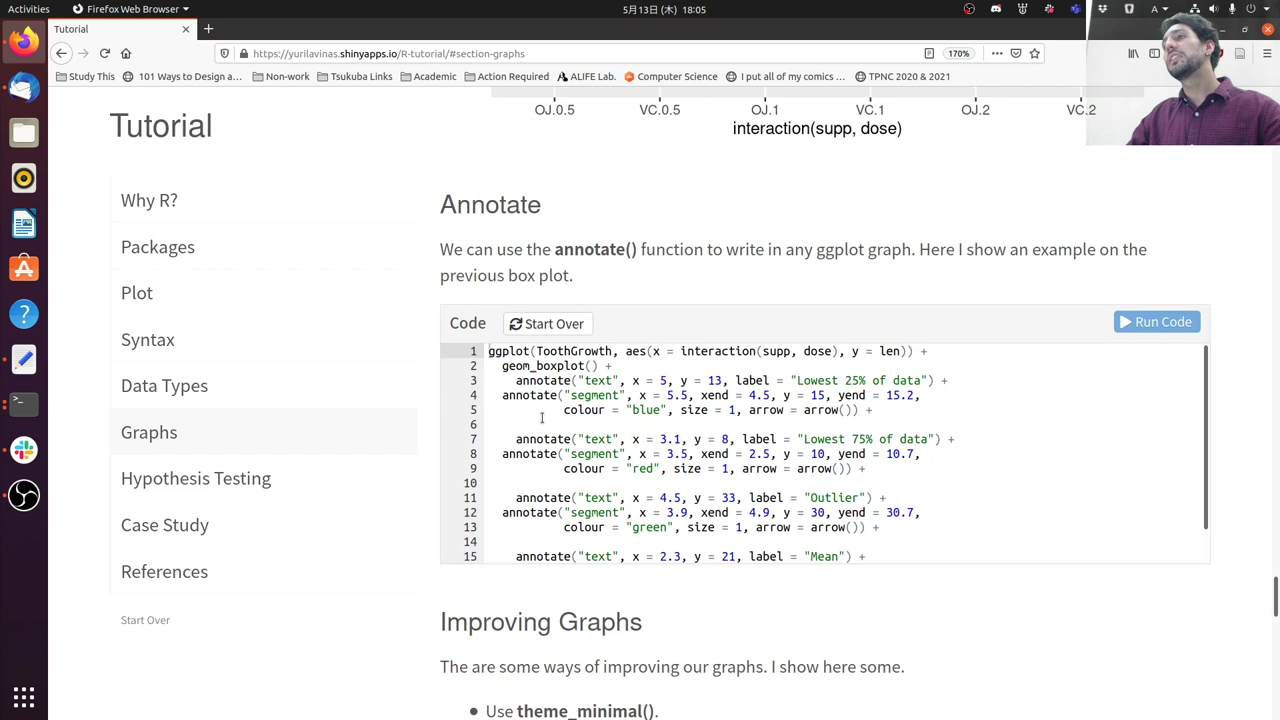 Activities
Firefox Web Browser
5月13日 (木) 18:05
A
Tutorial
https://yurilavinas.shinyapps.io/R-tutorial/#section-graphs
170%
Study This
101 Ways to Design a…
Non-work
Tsukuba Links
Academic
Action Required
ALIFE Lab.
Computer Science
I put all of my comics …
TPNC 2020 & 2021
OJ.0.5
VC.0.5
OJ.1
VC.1
OJ.2
VC.2
interaction(supp, dose)
Tutorial
Why R?
Packages
Plot
Syntax
Data Types
Graphs
Hypothesis Testing
Case Study
References
Start Over
Annotate
We can use the annotate() function to write in any ggplot graph. Here I show an example on the
previous box plot.
Code
Start Over
Run Code
1 ggplot(ToothGrowth, aes(x = interaction(supp, dose), y = len)) +
2 geom_boxplot() +
3 annotate("text", x = 5, y = 13, label = "Lowest 25% of data") +
4 annotate("segment", x = 5.5, xend = 4.5, y = 15, yend = 15.2,
5 colour = "blue", size = 1, arrow = arrow()) +
6
7 annotate("text", x = 3.1, y = 8, label = "Lowest 75% of data") +
8 annotate("segment", x = 3.5, xend = 2.5, y = 10, yend = 10.7,
9 colour = "red", size = 1, arrow = arrow()) +
10
11 annotate("text", x = 4.5, y = 33, label = "Outlier") +
12 annotate("segment", x = 3.9, xend = 4.9, y = 30, yend = 30.7,
13 colour = "green", size = 1, arrow = arrow()) +
14
15 annotate("text", x = 2.3, y = 21, label = "Mean") +
Improving Graphs
The are some ways of improving our graphs. I show here some.
• Use theme_minimal().